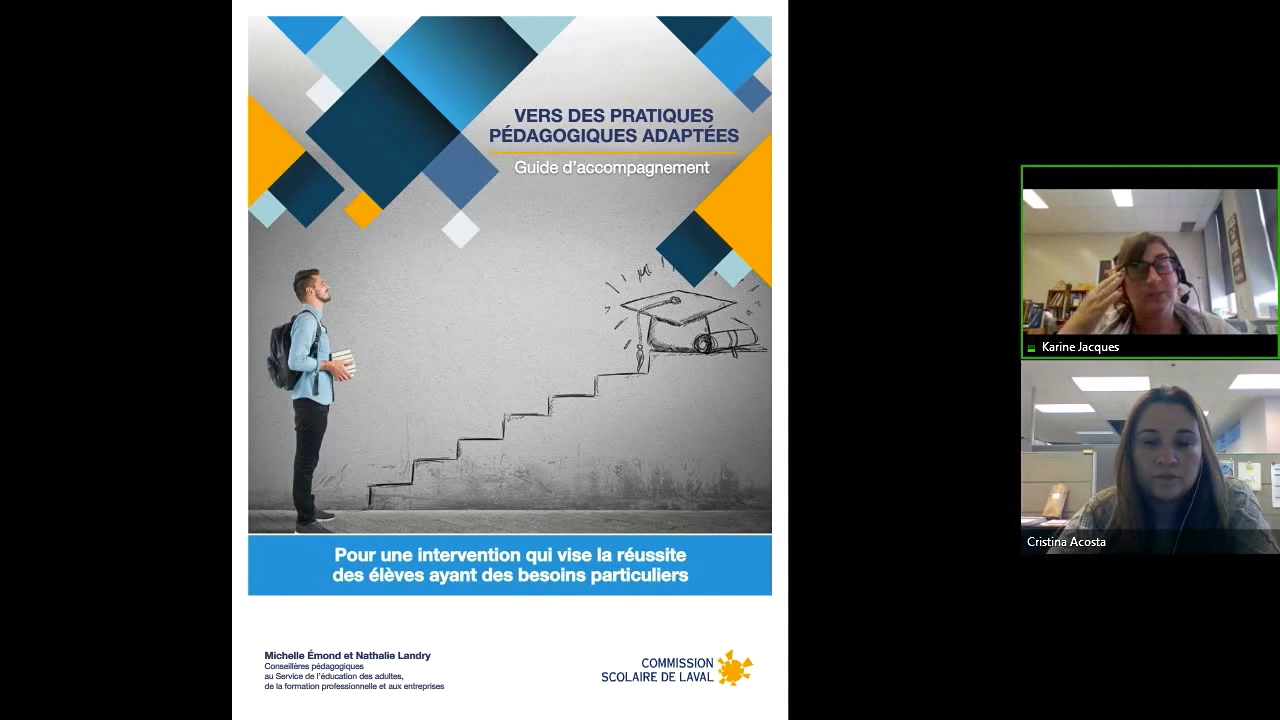 VERS DES PRATIQUES
PÉDAGOGIQUES ADAPTÉES
Guide d'accompagnement
Pour une intervention qui vise la réussite
des élèves ayant des besoins particuliers
Michelle Émond et Nathalie Landry
Conseillères pédagogiques
au Service de l'éducation des adultes,
de la formation professionnelle et aux entreprises
COMMISSION
SCOLAIRE DE LAVAL
Karine Jacques
Cristina Acosta